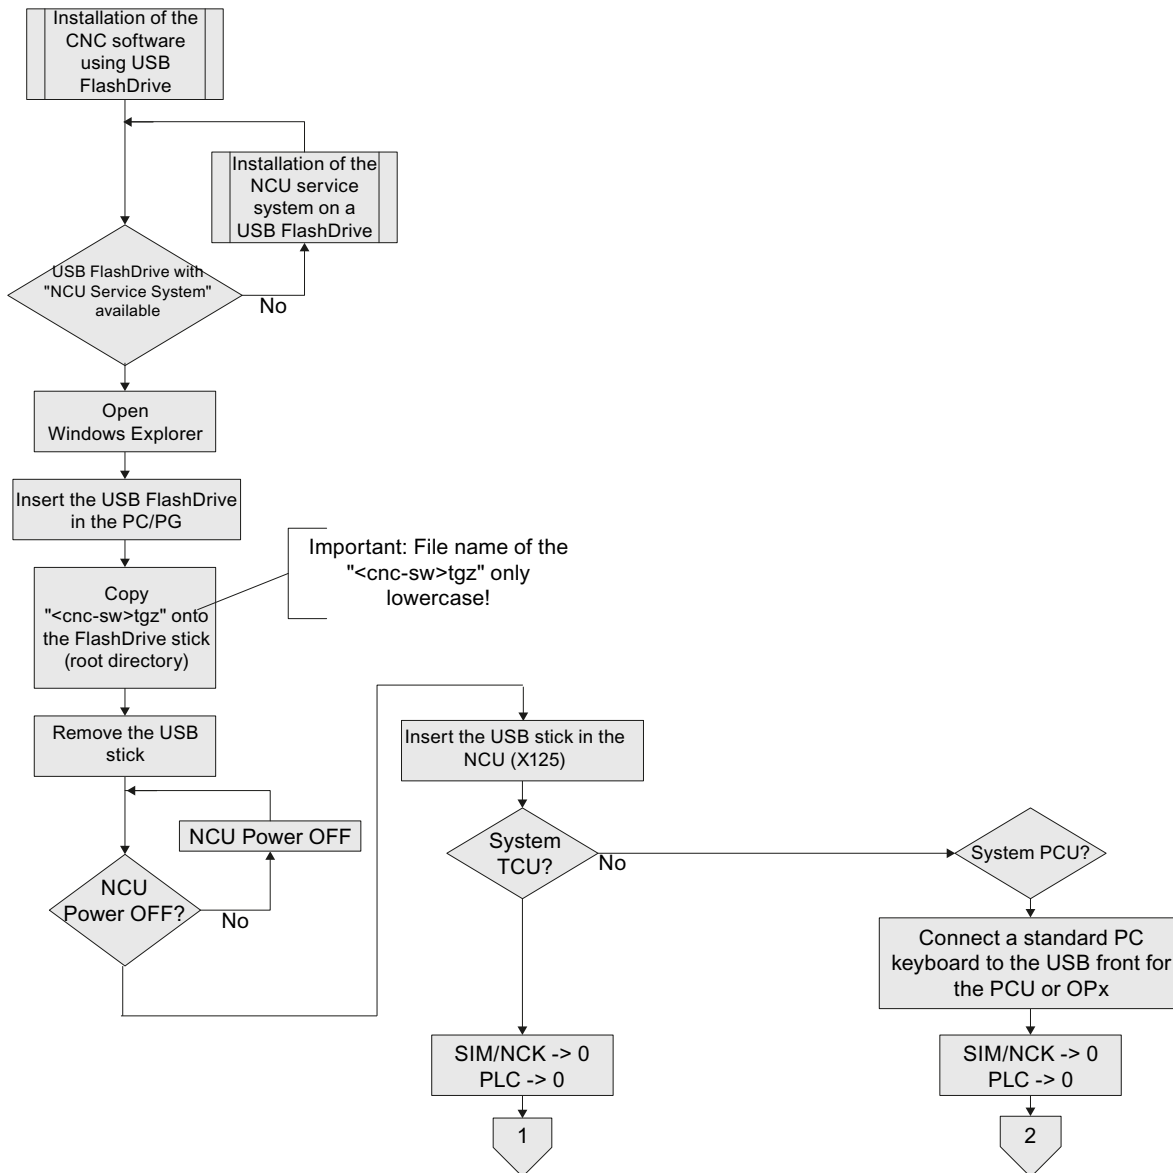 Installation of the
CNC software
using USB
FlashDrive
Installation of the
NCU service
system on a
USB FlashDrive
USB FlashDrive with
"NCU Service System"
available
No
Open
Windows Explorer
Insert the USB FlashDrive
in the PC/PG
Important: File name of the
"<cnc-sw>tgz" only
lowercase!
Copy
"<cnc-sw>tgz" onto
the FlashDrive stick
(root directory)
Remove the USB
stick
NCU Power OFF
NCU
Power OFF?
No
Insert the USB stick in the
NCU (X125)
System
TCU?
No
System PCU?
Connect a standard PC
keyboard to the USB front for
the PCU or OPx
SIM/NCK -> 0
PLC -> 0
SIM/NCK -> 0
PLC -> 0
1
2